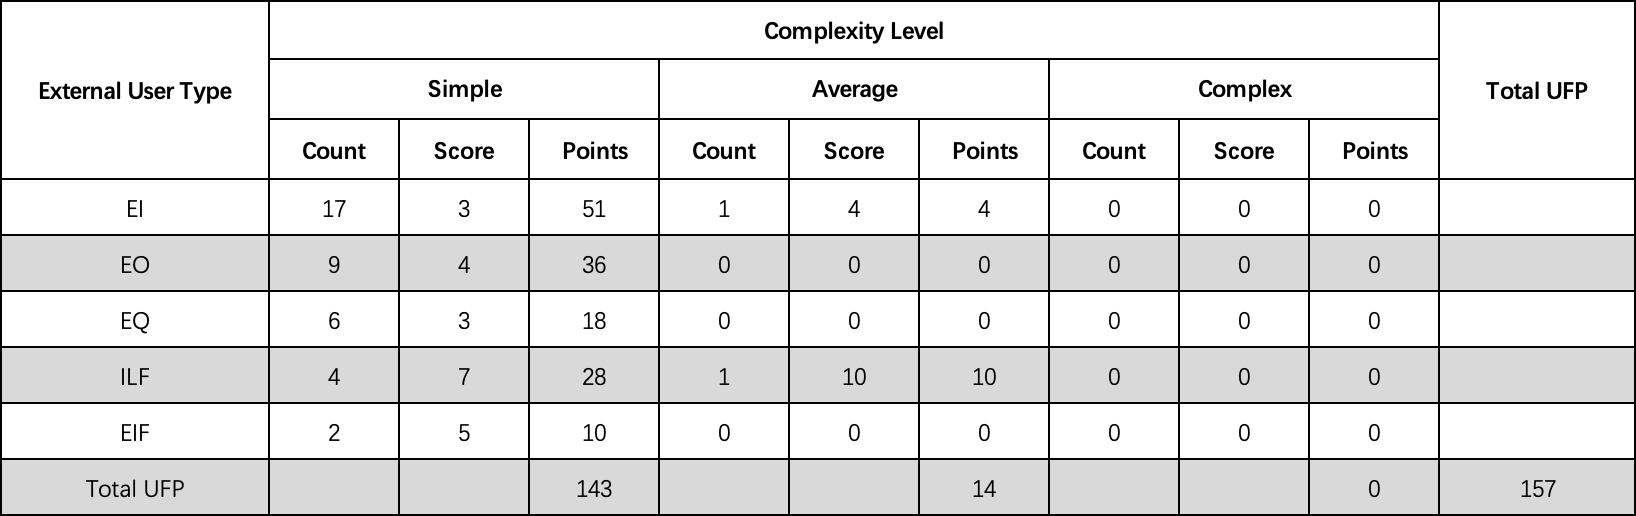 External User Type Complexity Level Total UFP
Simple Average Complex
Count Score Points Count Score Points Count Score Points
EI 17 3 51 1 4 4 0 0 0
EO 9 4 36 0 0 0 0 0 0
EQ 6 3 18 0 0 0 0 0 0
ILF 4 7 28 1 10 10 0 0 0
EIF 2 5 10 0 0 0 0 0 0
Total UFP 143 14 0 157